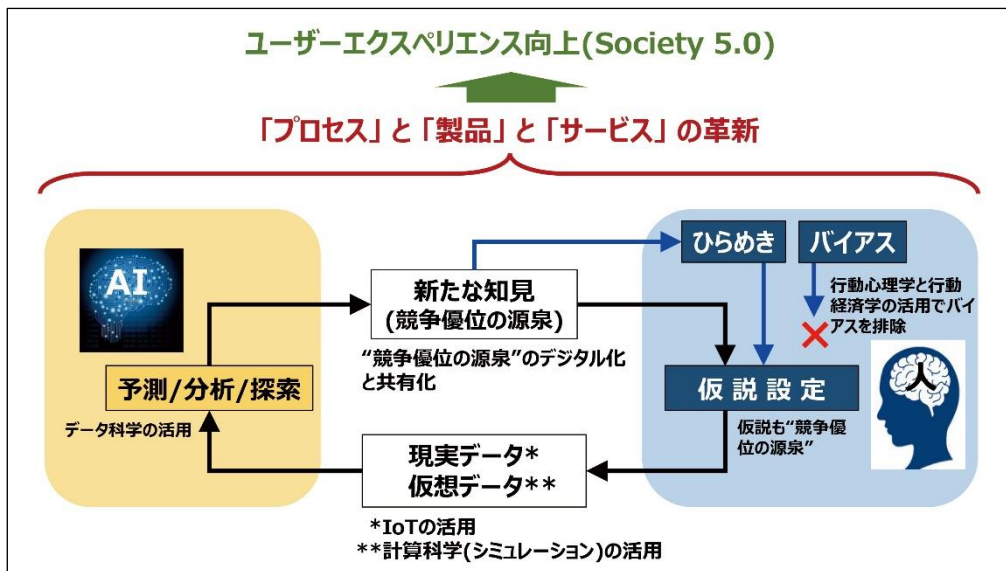 ユーザーエクスペリエンス向上(Society 5.0)
「プロセス」と「製品」と「サービス」の革新
AI
予測/分析/探索
データ科学の活用
新たな知見
(競争優位の源泉)
“競争優位の源泉”のデジタル化
と共有化
現実データ*
仮想データ**
*IoTの活用
**計算科学(シミュレーション)の活用
ひらめき
バイアス
行動心理学と行動
経済学の活用でバイ
アスを排除
人
仮説設定
仮説も“競争優
位の源泉”